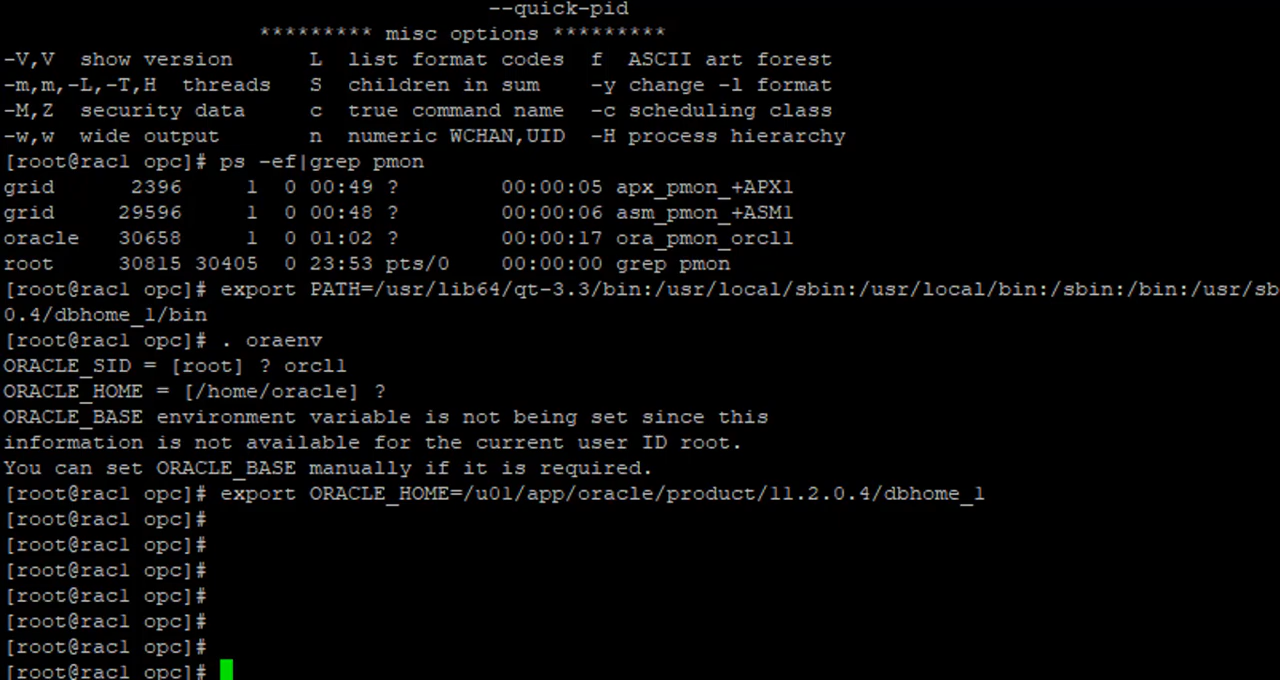 --quick-pid
********* misc options *********
-V,V  show version       L   list format codes  f   ASCII art forest
-m,m,-L,-T,H  threads   S   children in sum    -y change -l format
-M,Z  security data      c   true command name  -c scheduling class
-w,w  wide output        n   numeric WCHAN,UID  -H process hierarchy
[root@rac1 opc]# ps -ef|grep pmon
grid      2396     1  0 00:49 ?        00:00:05 apx_pmon_+APX1
grid     29596     1  0 00:48 ?        00:00:06 asm_pmon_+ASM1
oracle   30658     1  0 01:02 ?        00:00:17 ora_pmon_orcl1
root     30815 30405  0 23:53 pts/0    00:00:00 grep pmon
[root@rac1 opc]# export PATH=/usr/lib64/qt-3.3/bin:/usr/local/sbin:/usr/local/bin:/sbin:/bin:/usr/sb
0.4/dbhome_1/bin
[root@rac1 opc]# . oraenv
ORACLE_SID = [root] ? orcl1
ORACLE_HOME = [/home/oracle] ?
ORACLE_BASE environment variable is not being set since this
information is not available for the current user ID root.
You can set ORACLE_BASE manually if it is required.
[root@rac1 opc]# export ORACLE_HOME=/u01/app/oracle/product/11.2.0.4/dbhome_1
[root@rac1 opc]#
[root@rac1 opc]#
[root@rac1 opc]#
[root@rac1 opc]#
[root@rac1 opc]#
[root@rac1 opc]#
[root@rac1 opc]#